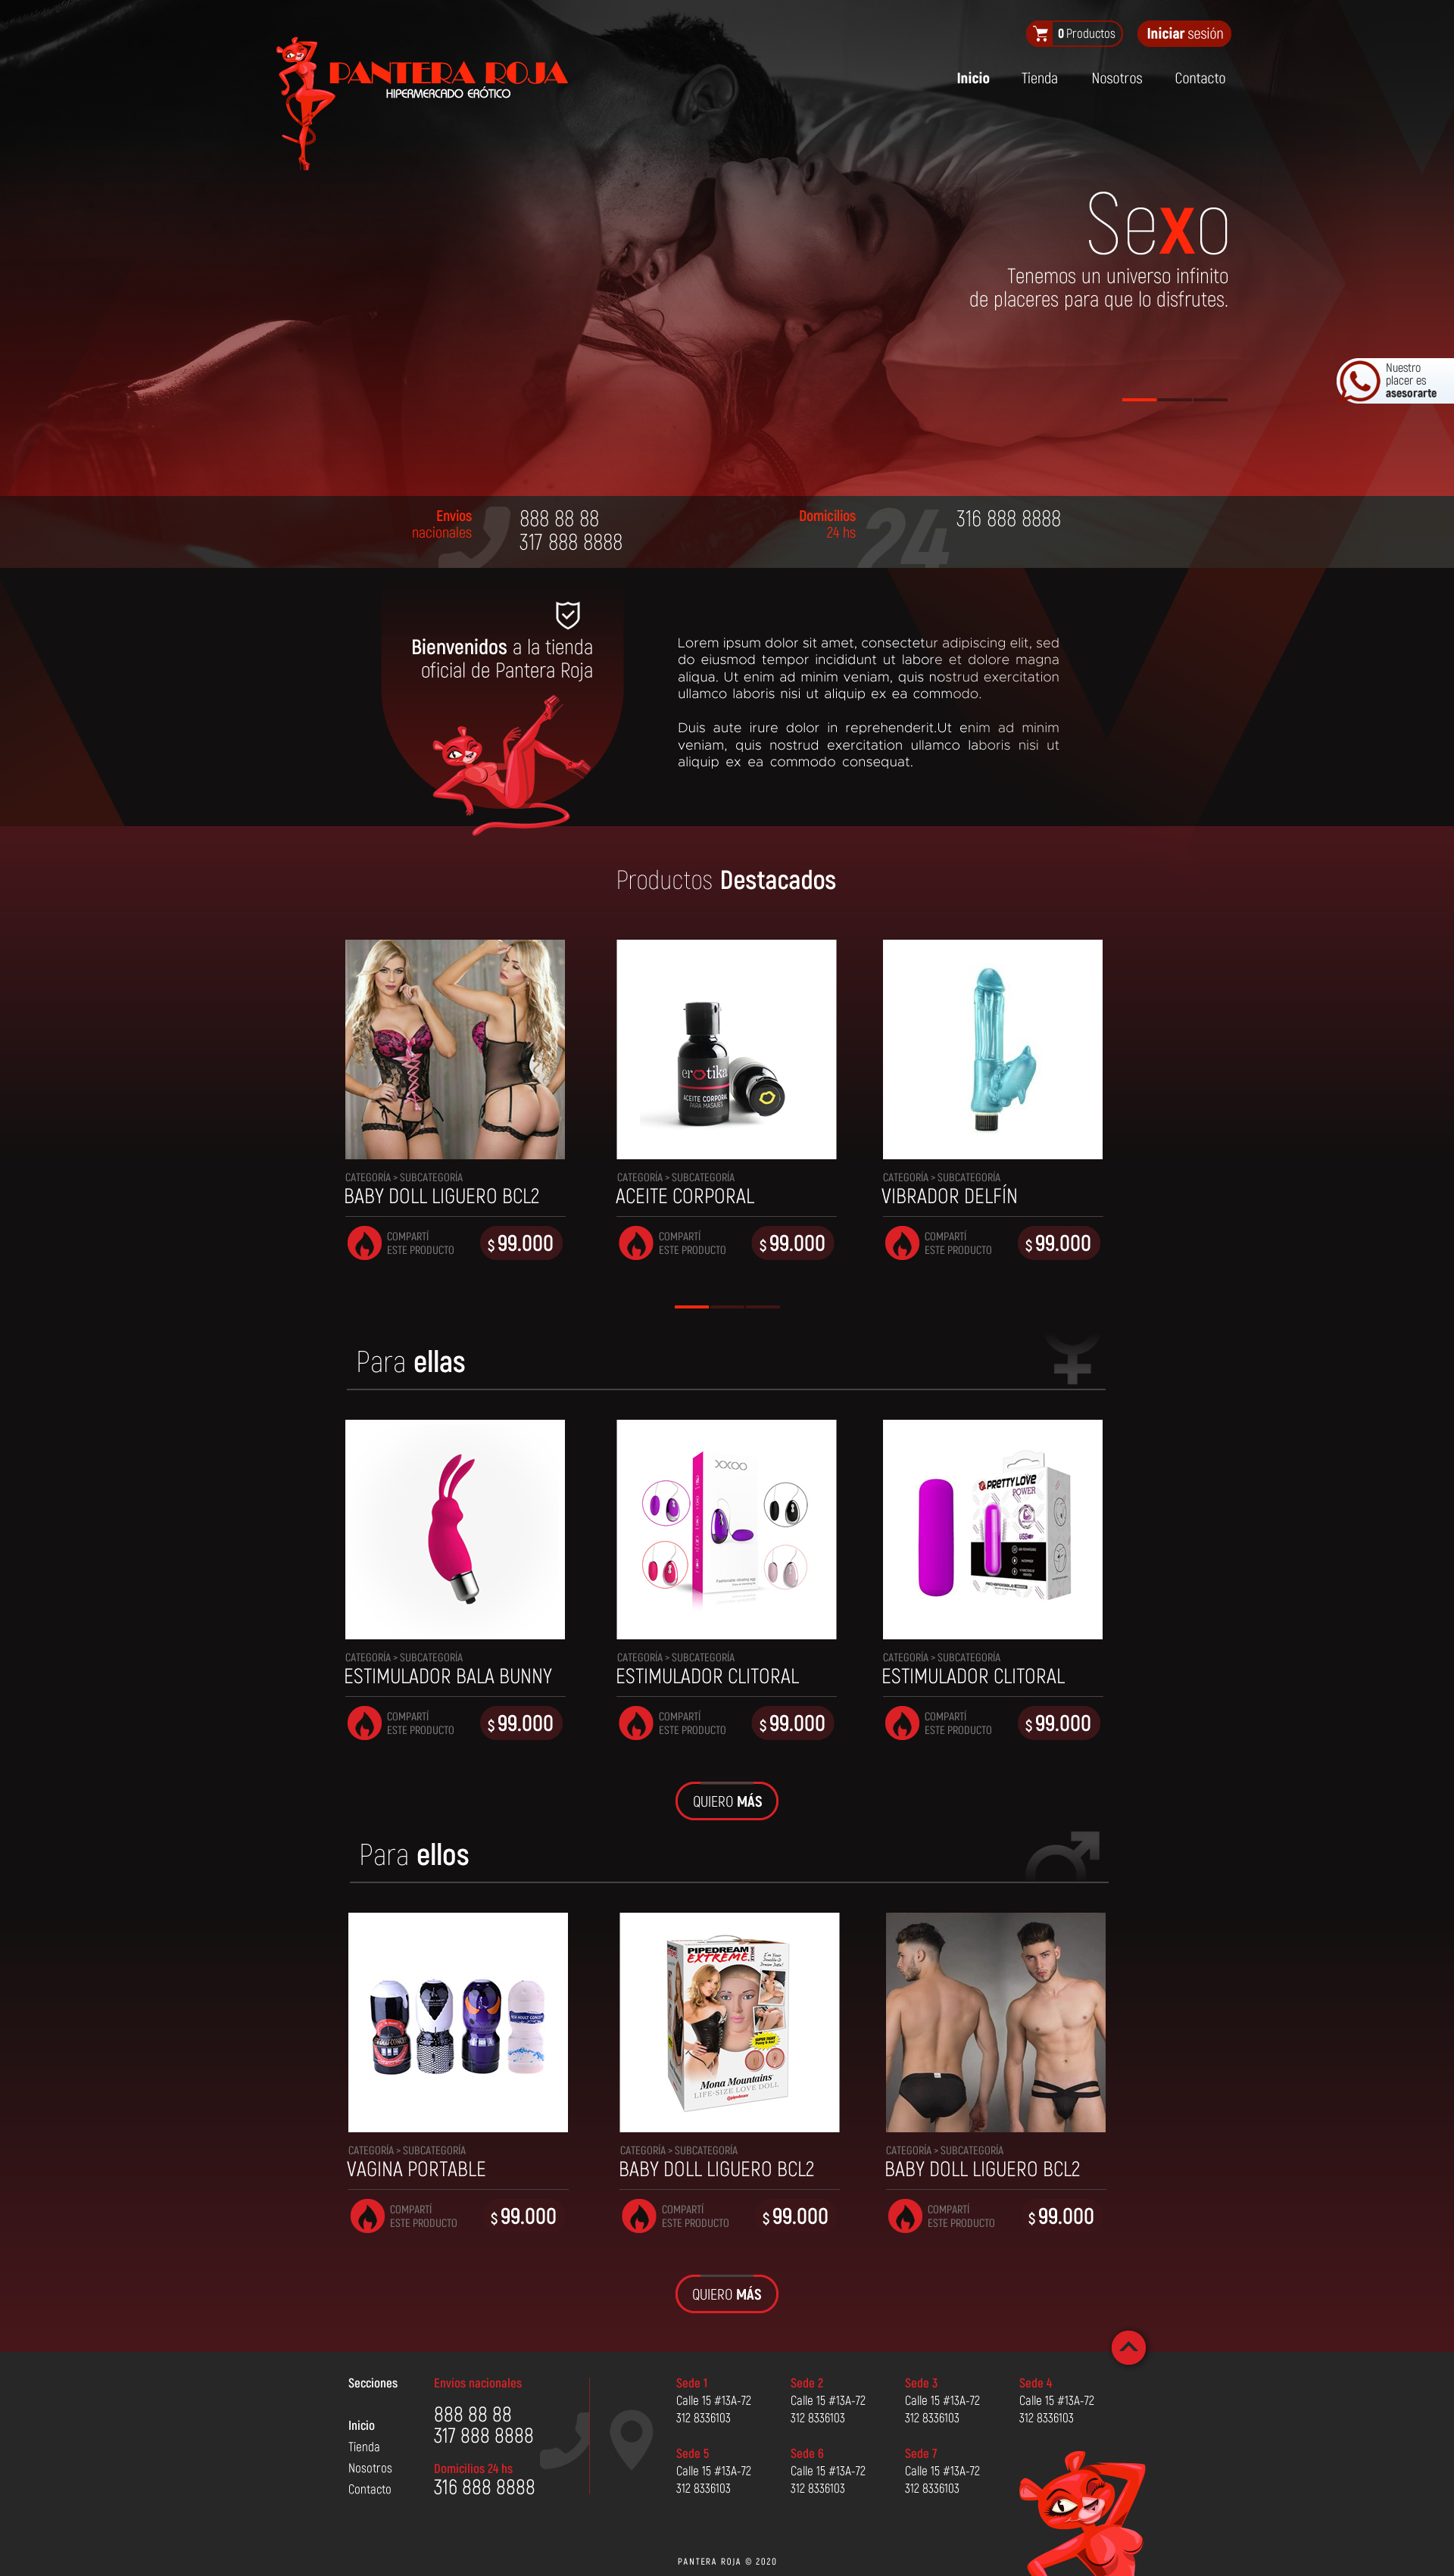 0 Productos
Iniciar sesión
PANTERA ROJA
HIPERMERCADO ERÓTICO
Inicio
Tienda
Nosotros
Contacto
Sexo
Tenemos un universo infinito
de placeres para que lo disfrutes.
Nuestro
placer es
asesorarte
Envios
nacionales
888 88 88
317 888 8888
Domicilios
24 hs
24
316 888 8888
Bienvenidos a la tienda
oficial de Pantera Roja
Lorem ipsum dolor sit amet, consectetur adipiscing elit, sed
do eiusmod tempor incididunt ut labore et dolore magna
aliqua. Ut enim ad minim veniam, quis nostrud exercitation
ullamco laboris nisi ut aliquip ex ea commodo.
Duis aute irure dolor in reprehenderit.Ut enim ad minim
veniam, quis nostrud exercitation ullamco laboris nisi ut
aliquip ex ea commodo consequat.
Productos Destacados
erotika
ACEITE CORPORAL
PARA MASAJES
CATEGORÍA > SUBCATEGORÍA
BABY DOLL LIGUERO BCL2
COMPARTÍ
ESTE PRODUCTO
$ 99.000
CATEGORÍA > SUBCATEGORÍA
ACEITE CORPORAL
COMPARTÍ
ESTE PRODUCTO
$ 99.000
CATEGORÍA > SUBCATEGORÍA
VIBRADOR DELFÍN
COMPARTÍ
ESTE PRODUCTO
$ 99.000
Para ellas
XXOO
PRETTY LOVE
POWER
USB
CATEGORÍA > SUBCATEGORÍA
ESTIMULADOR BALA BUNNY
COMPARTÍ
ESTE PRODUCTO
$ 99.000
CATEGORÍA > SUBCATEGORÍA
ESTIMULADOR CLITORAL
COMPARTÍ
ESTE PRODUCTO
$ 99.000
CATEGORÍA > SUBCATEGORÍA
ESTIMULADOR CLITORAL
COMPARTÍ
ESTE PRODUCTO
$ 99.000
QUIERO MÁS
Para ellos
PIPEDREAM
EXTREME
Mona Mountains
LIFE-SIZE LOVE DOLL
CATEGORÍA > SUBCATEGORÍA
VAGINA PORTABLE
COMPARTÍ
ESTE PRODUCTO
$ 99.000
CATEGORÍA > SUBCATEGORÍA
BABY DOLL LIGUERO BCL2
COMPARTÍ
ESTE PRODUCTO
$ 99.000
CATEGORÍA > SUBCATEGORÍA
BABY DOLL LIGUERO BCL2
COMPARTÍ
ESTE PRODUCTO
$ 99.000
QUIERO MÁS
Secciones
Inicio
Tienda
Nosotros
Contacto
Envíos nacionales
888 88 88
317 888 8888
Domicilios 24 hs
316 888 8888
Sede 1
Calle 15 #13A-72
312 8336103
Sede 2
Calle 15 #13A-72
312 8336103
Sede 3
Calle 15 #13A-72
312 8336103
Sede 4
Calle 15 #13A-72
312 8336103
Sede 5
Calle 15 #13A-72
312 8336103
Sede 6
Calle 15 #13A-72
312 8336103
Sede 7
Calle 15 #13A-72
312 8336103
PANTERA ROJA © 2020